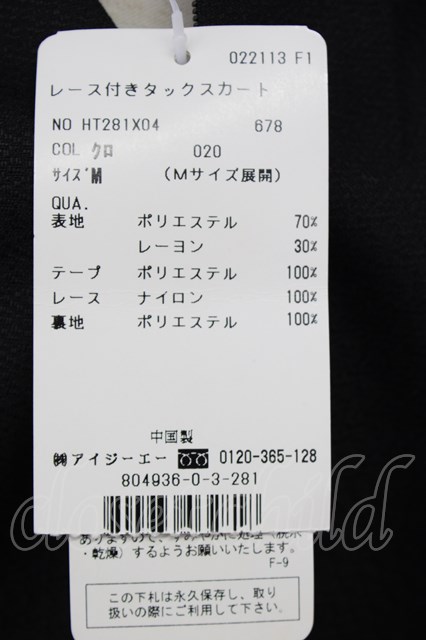 022113 F1
レース付きタックスカート
NO HT281X04 678
COL クロ 020
サイズ M (Mサイズ展開)
QUA.
表地 ポリエステル 70%
レーヨン 30%
テープ ポリエステル 100%
レース ナイロン 100%
裏地 ポリエステル 100%
中国製
㈱アイジーエー 0120-365-128
804936-0-3-281
・乾燥)するようお願いいたします。
F-9
この下札は永久保存し、取り
扱いの際にご利用して下さい。